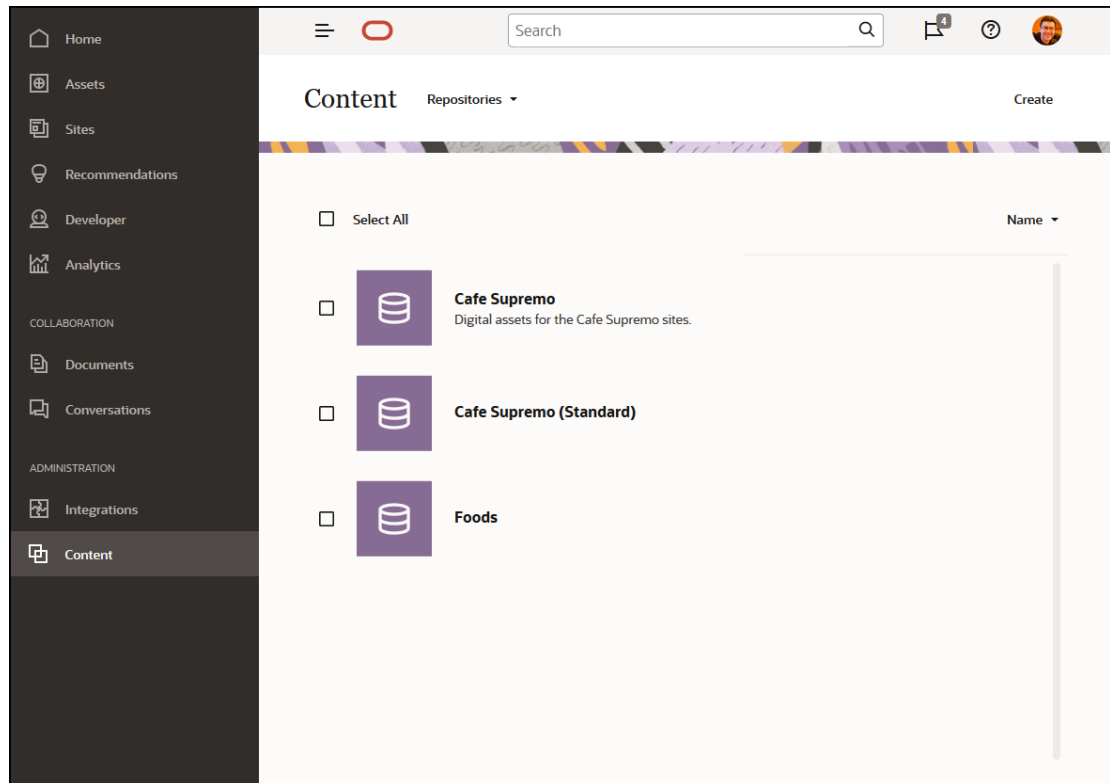 Home
Assets
Sites
Recommendations
Developer
Analytics
COLLABORATION
Documents
Conversations
ADMINISTRATION
Integrations
Content
Search
4
Content Repositories
Create
Select All
Name
Cafe Supremo
Digital assets for the Cafe Supremo sites.
Cafe Supremo (Standard)
Foods